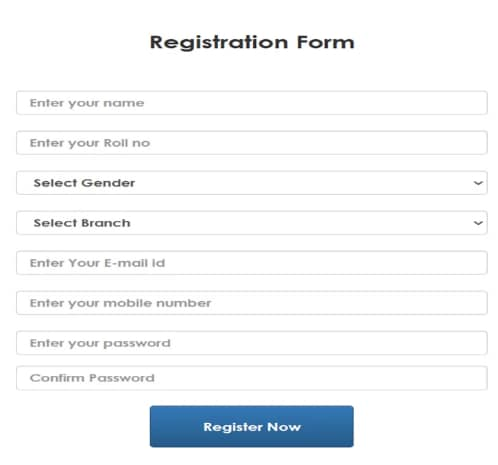 Registration Form
Enter your name
Enter your Roll no
Select Gender
Select Branch
Enter Your E-mail id
Enter your mobile number
Enter your password
Confirm Password
Register Now